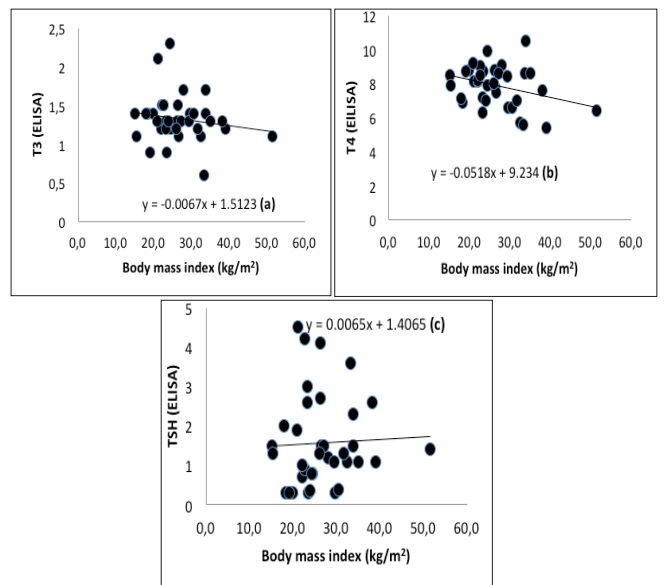 2,5
2
1,5
1
0,5
0
T3 (ELISA)
y = -0.0067x + 1.5123 (a)
0,0 10,0 20,0 30,0 40,0 50,0 60,0
Body mass index (kg/m²)
12
10
8
6
4
2
0
T4 (EILISA)
y = -0.0518x + 9.234 (b)
0,0 10,0 20,0 30,0 40,0 50,0 60,0
Body mass index (kg/m²)
5
4
3
2
1
0
TSH (ELISA)
y = 0.0065x + 1.4065 (c)
0,0 10,0 20,0 30,0 40,0 50,0 60,0
Body mass index (kg/m²)